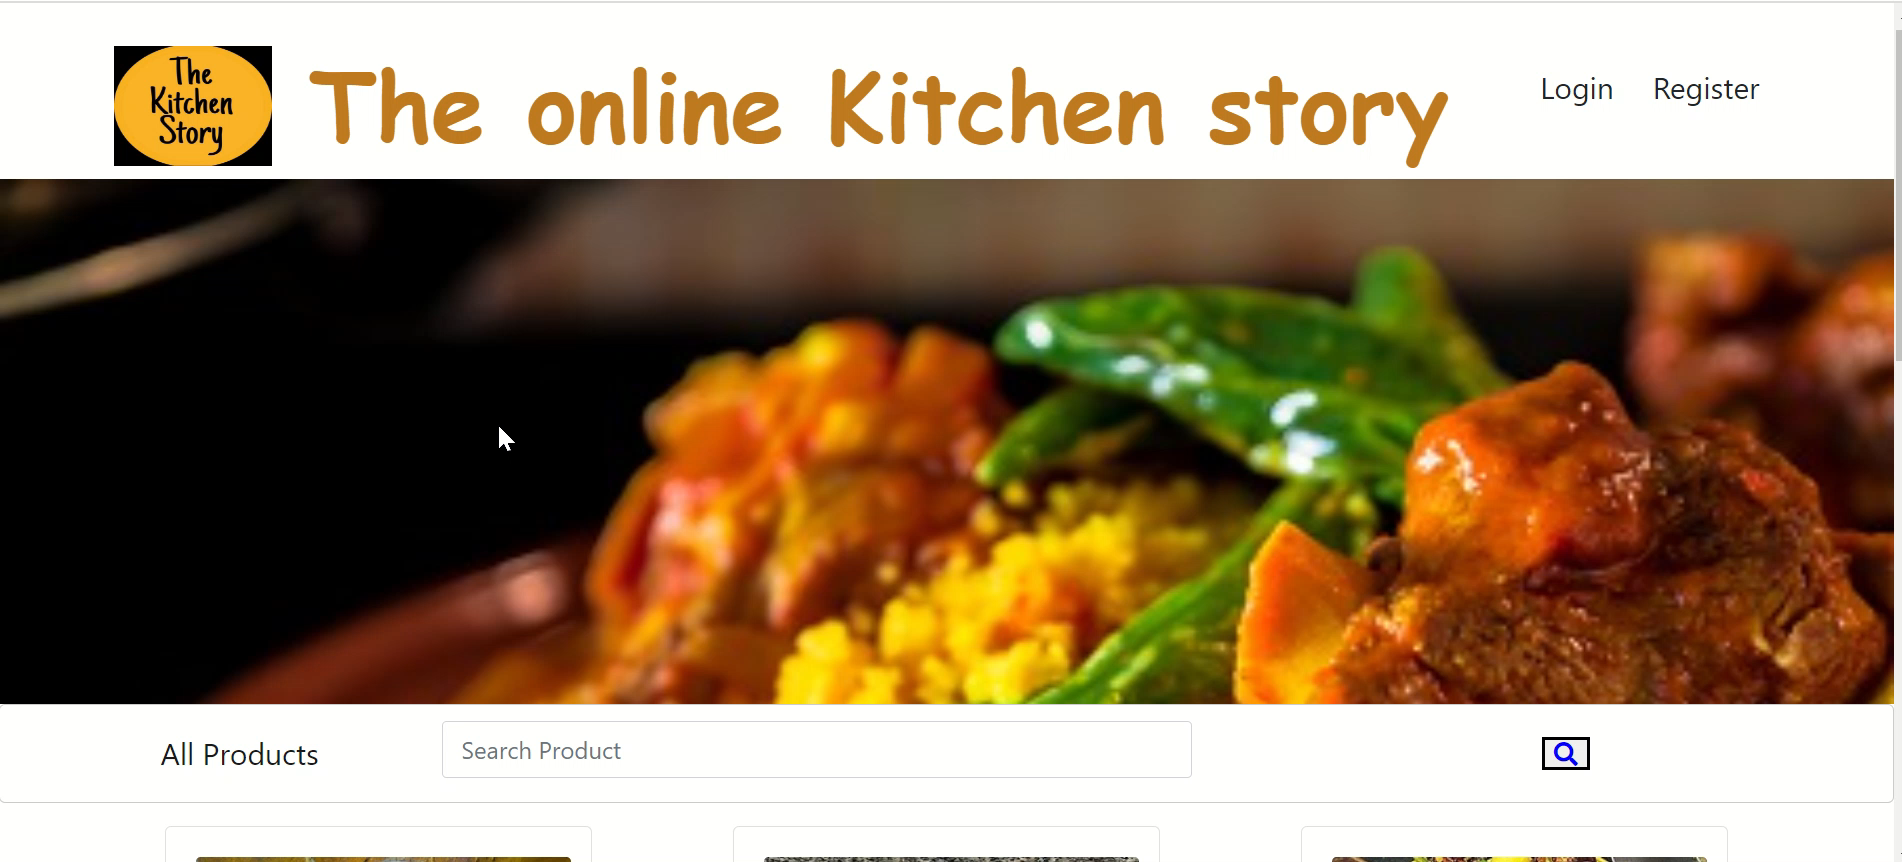 The
Kitchen
Story
The online Kitchen story
Login Register
All Products
Search Product